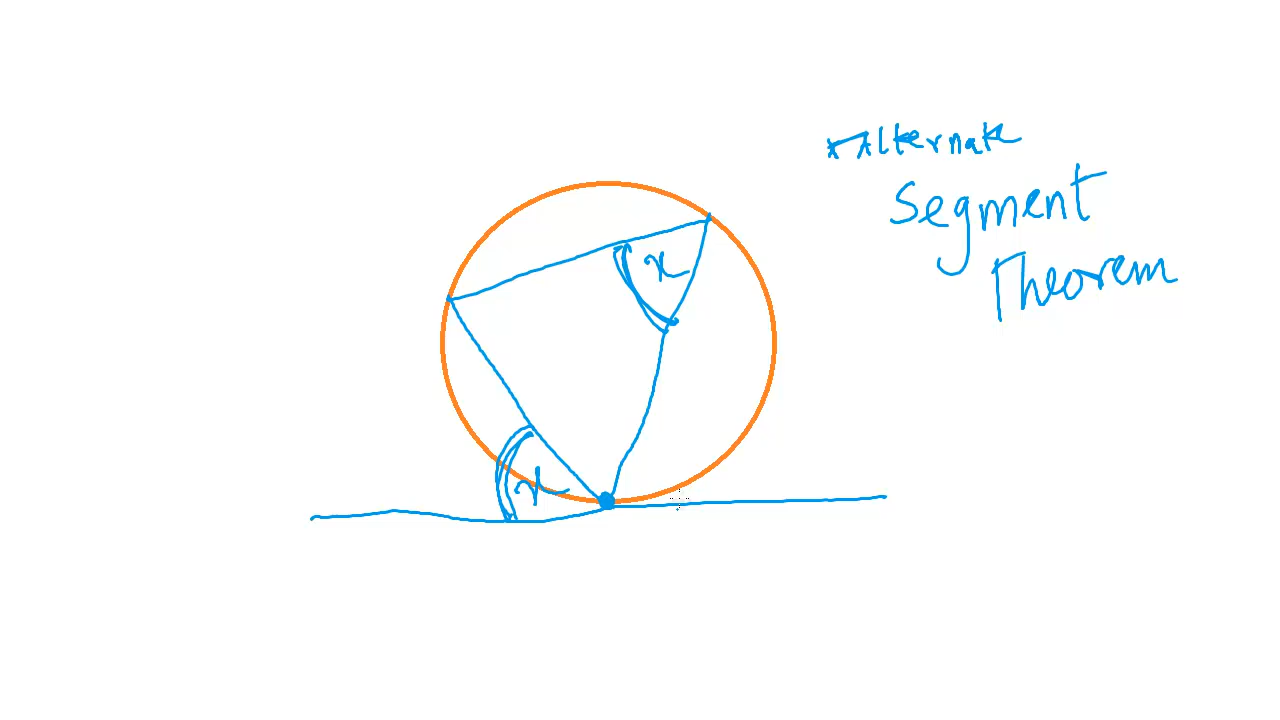 *Alternate
Segment
Theorem
x
x